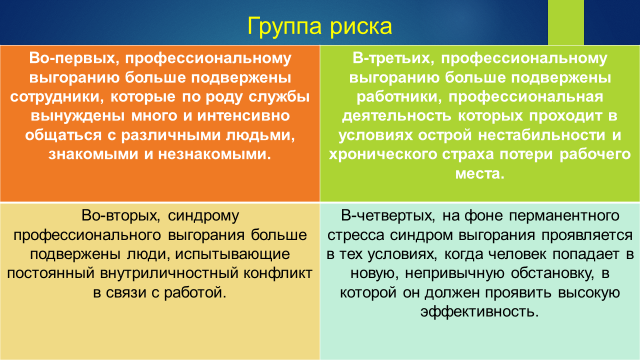 Группа риска
Во-первых, профессиональному
выгоранию больше подвержены
сотрудники, которые по роду службы
вынуждены много и интенсивно
общаться с различными людьми,
знакомыми и незнакомыми.
Во-вторых, синдрому
профессионального выгорания больше
подвержены люди, испытывающие
постоянный внутриличностный конфликт
в связи с работой.
В-третьих, профессиональному
выгоранию больше подвержены
работники, профессиональная
деятельность которых проходит в
условиях острой нестабильности и
хронического страха потери рабочего
места.
В-четвертых, на фоне перманентного
стресса синдром выгорания проявляется
в тех условиях, когда человек попадает в
новую, непривычную обстановку, в
которой он должен проявить высокую
эффективность.